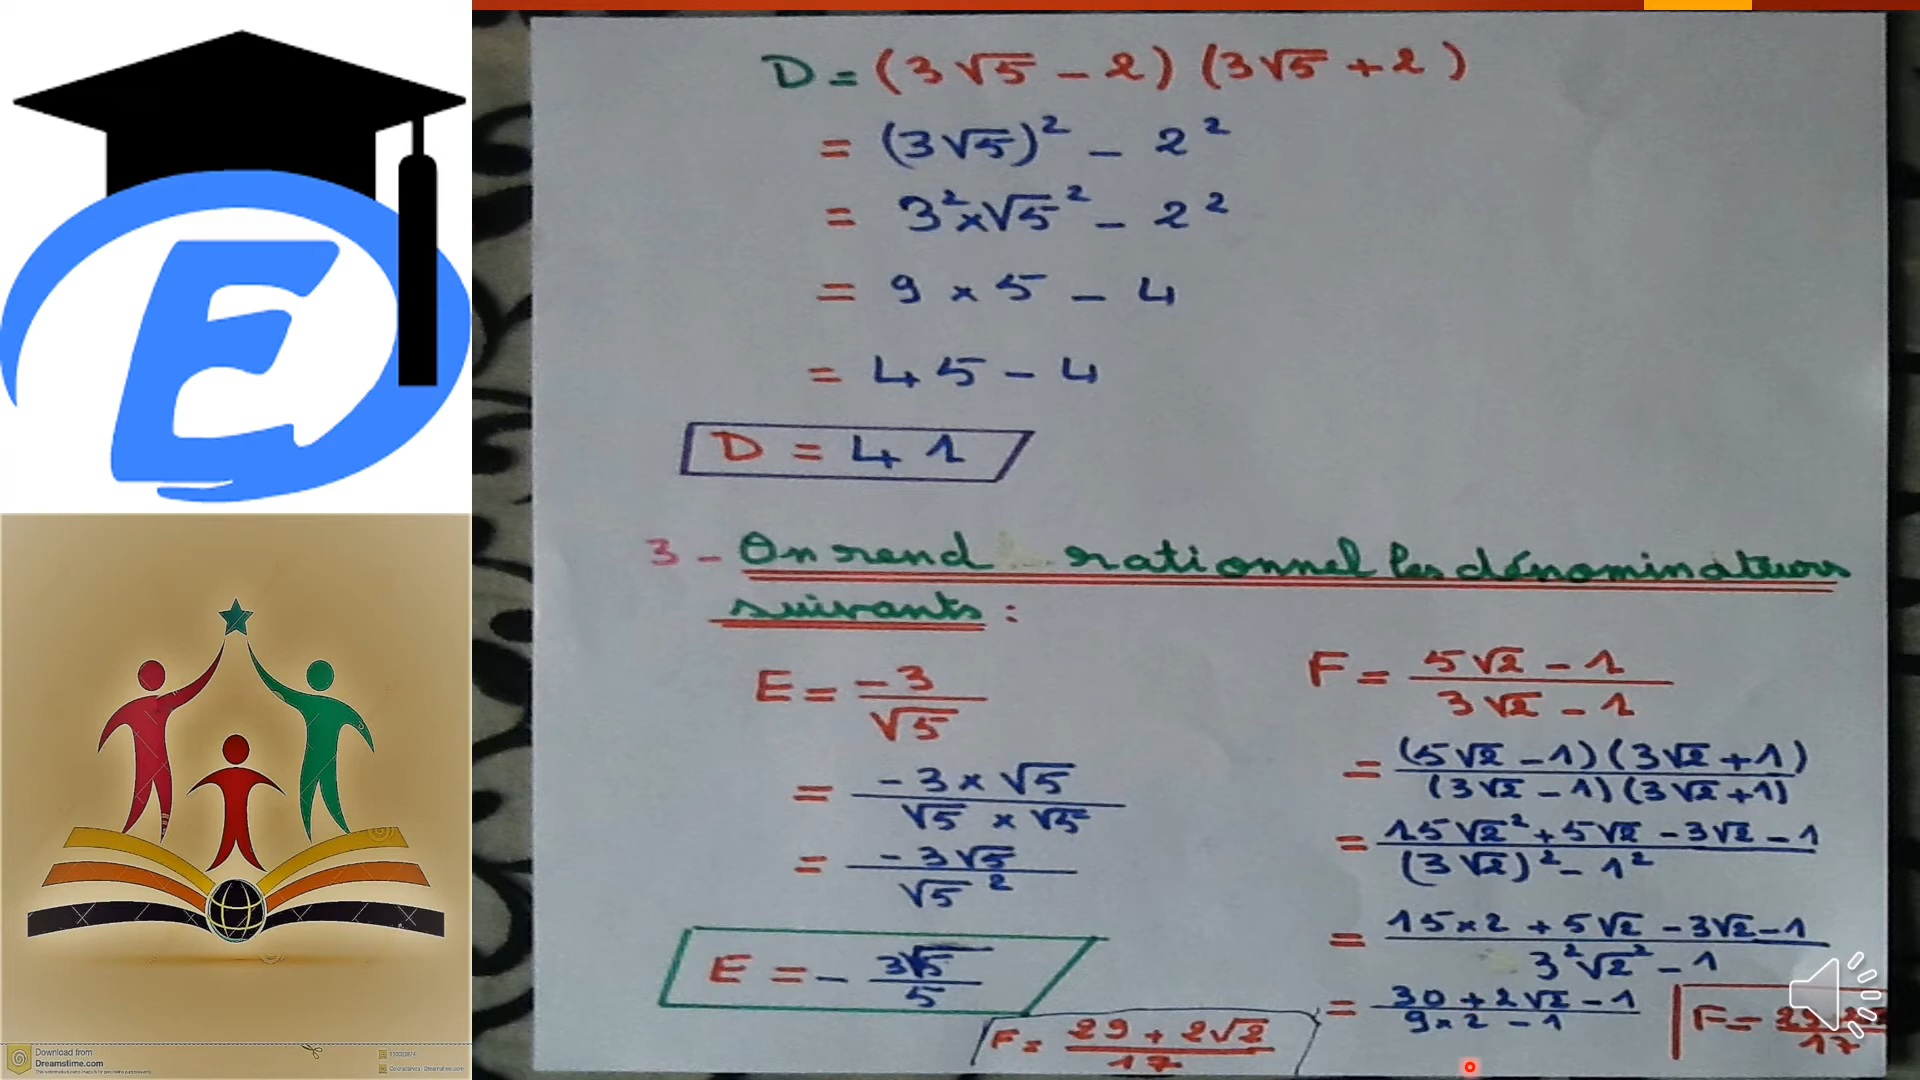 D = (3√5 - 2) (3√5 + 2)
= (3√5)² - 2²
= 3² × √5² - 2²
= 9 × 5 - 4
= 45 - 4
D = 41
3 - On rend rationnel les dénominateurs
suivants :
E = -3 / √5
= -3 × √5 / √5 × √5
= -3√5 / √5²
E = - 3√5 / 5
F = 5√2 - 1 / 3√2 - 1
= (5√2 - 1)(3√2 + 1) / (3√2 - 1)(3√2 + 1)
= 15√2² + 5√2 - 3√2 - 1 / (3√2)² - 1²
= 15×2 + 5√2 - 3√2 - 1 / 3²√2² - 1
= 30 + 2√2 - 1 / 9×2 - 1
F = 29 + 2√2 / 17
F = / 17
E
Download from
Dreamstime.com